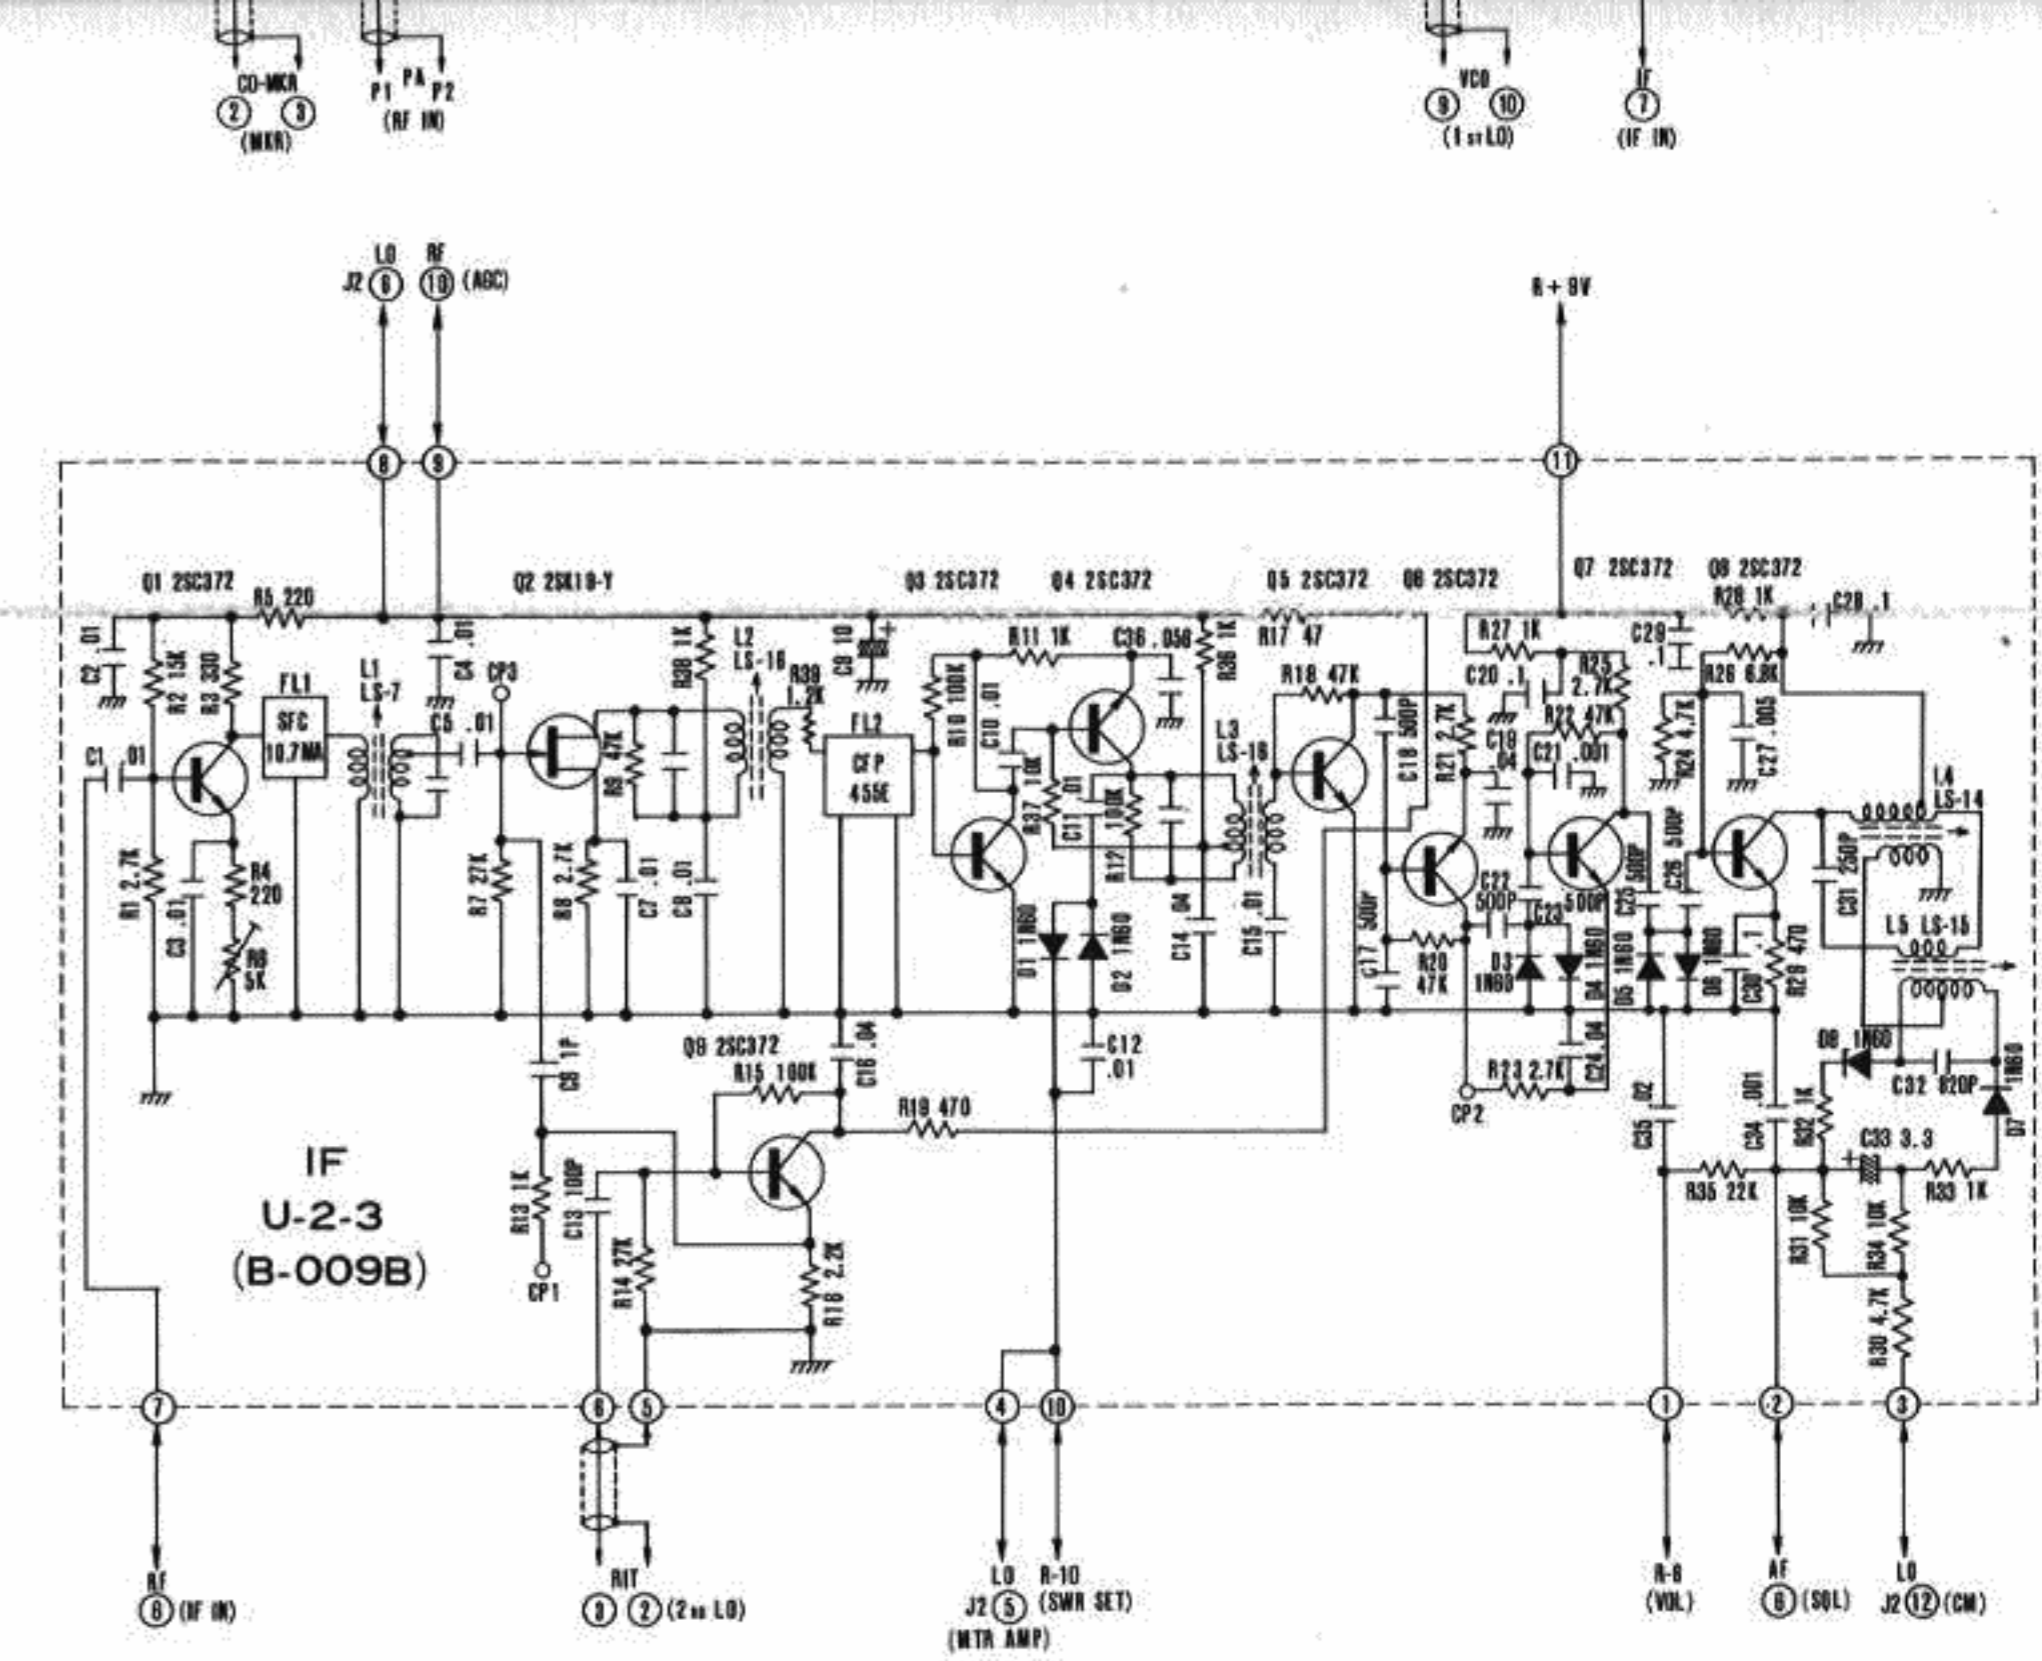 CO-MKR
② ③
(MKR)
P1 PA P2
(RF IN)
VCO
⑨ ⑩
(1 ST LO)
IF
⑦
(IF IN)
LO RF
J2 ⑥ ⑩ (AGC)
R+9V
⑧ ⑨
⑪
Q1 2SC372
Q2 2SK19-Y
Q3 2SC372
Q4 2SC372
Q5 2SC372
Q6 2SC372
Q7 2SC372
Q8 2SC372
R5 220
C2 .01
R2 15K
R3 330
FL1
SFC
10.7MA
L1
LS-7
C4 .01
CP3
C5 .01
C1 .01
R1 2.7K
C3 .01
R4
220
R6
5K
R7 27K
R8 2.7K
R9 47K
C7 .01
C8 .01
R38 1K
L2
LS-16
R39
1.2K
C9 10
+
FL2
CFP
455E
R10 100K
C10 .01
R11 1K
C36 .056
R37 10K
C11 .01
100K
R12
R36 1K
L3
LS-16
R17 47
R18 47K
C18 500P
R21 2.7K
C19
.04
R27 1K
C20 .1
R25
2.7K
R22 47K
C21 .001
C29
.1
R28 1K
C28 .1
R26 6.8K
R24 4.7K
C27 .005
L4
LS-14
D1 1N60
D2 1N60
C14 .04
C15 .01
C17 500P
R20
47K
C22
500P
C23
500P
D3
1N60
D4 1N60
C25 500P
C26 500P
D5 1N60
D6 1N60
C30 .1
R29 470
C31 250P
L5 LS-15
C6 1P
Q9 2SC372
R15 100K
C16 .04
R19 470
C12
.01
CP2
R23 2.7K
C24 .04
C35 .02
C34 .001
R32 1K
D8 1N60
C32 820P
1N60
D7
C33 3.3
+
R35 22K
R33 1K
R31 10K
R34 10K
R30 4.7K
IF
U-2-3
(B-009B)
R13 1K
CP1
C13 100P
R14 27K
R16 2.2K
⑦ ⑥ ⑤ ④ ⑩ ① ② ③
RF
⑥ (IF IN)
RIT
③ ② (2 ND LO)
LO
J2 ⑤
(MTR AMP)
R-10
(SWR SET)
R-6
(VOL)
AF
⑥ (SQL)
LO
J2 ⑫ (CM)